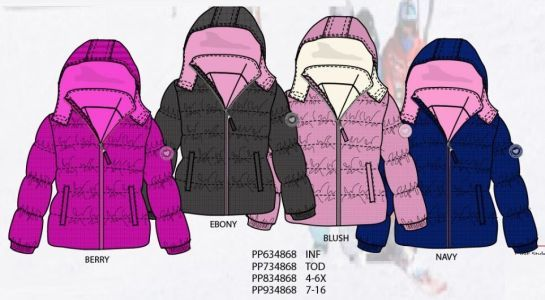 BERRY
EBONY
BLUSH
NAVY
PP634868 INF
PP734868 TOD
PP834868 4-6X
PP934868 7-16